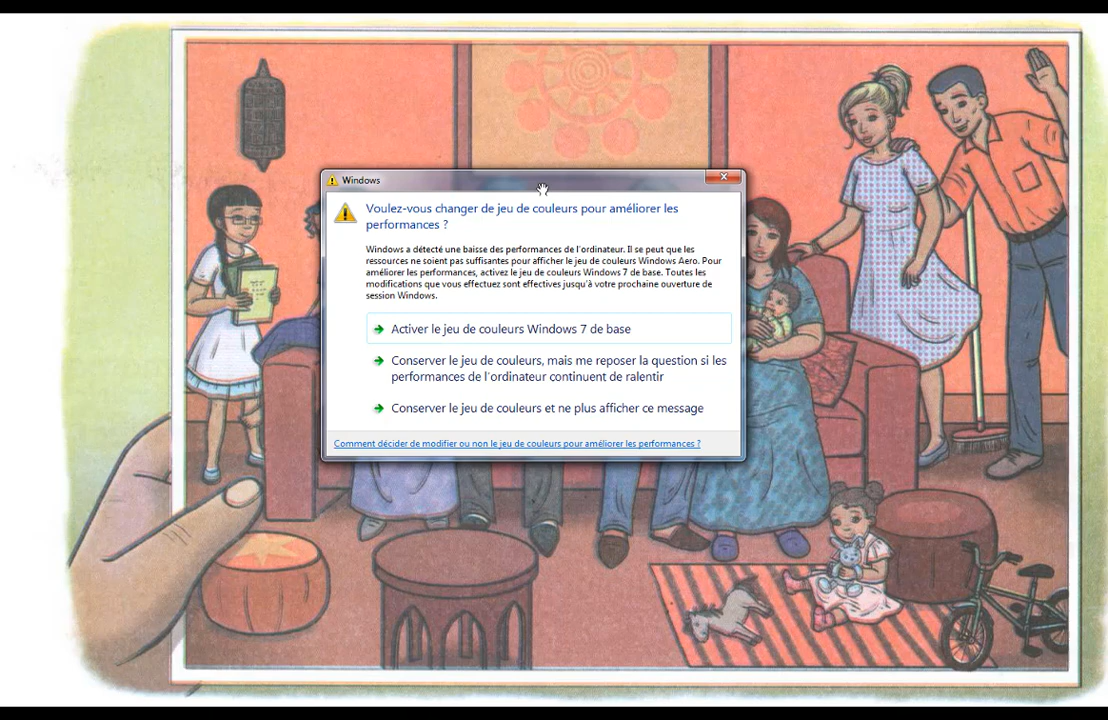 Windows
Voulez-vous changer de jeu de couleurs pour améliorer les
performances ?
Windows a détecté une baisse des performances de l'ordinateur. Il se peut que les
ressources ne soient pas suffisantes pour afficher le jeu de couleurs Windows Aero. Pour
améliorer les performances, activez le jeu de couleurs Windows 7 de base. Toutes les
modifications que vous effectuez sont effectives jusqu'à votre prochaine ouverture de
session Windows.
Activer le jeu de couleurs Windows 7 de base
Conserver le jeu de couleurs, mais me reposer la question si les
performances de l'ordinateur continuent de ralentir
Conserver le jeu de couleurs et ne plus afficher ce message
Comment décider de modifier ou non le jeu de couleurs pour améliorer les performances ?